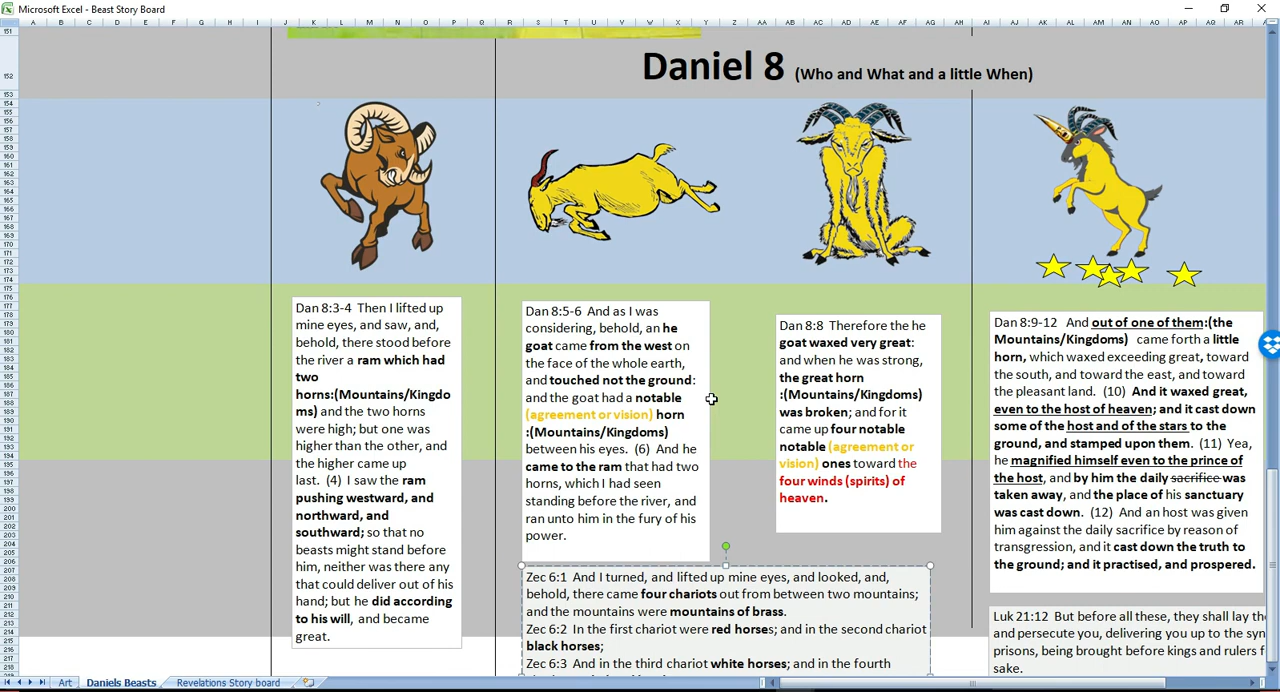 Microsoft Excel - Beast Story Board
Daniel 8 (Who and What and a little When)
Dan 8:3-4 Then I lifted up
mine eyes, and saw, and,
behold, there stood before
the river a ram which had
two
horns:(Mountains/Kingdo
ms) and the two horns
were high; but one was
higher than the other, and
the higher came up
last. (4) I saw the ram
pushing westward, and
northward, and
southward; so that no
beasts might stand before
him, neither was there any
that could deliver out of his
hand; but he did according
to his will, and became
great.
Dan 8:5-6 And as I was
considering, behold, an he
goat came from the west on
the face of the whole earth,
and touched not the ground:
and the goat had a notable
(agreement or vision) horn
:(Mountains/Kingdoms)
between his eyes. (6) And he
came to the ram that had two
horns, which I had seen
standing before the river, and
ran unto him in the fury of his
power.
Zec 6:1 And I turned, and lifted up mine eyes, and looked, and,
behold, there came four chariots out from between two mountains;
and the mountains were mountains of brass.
Zec 6:2 In the first chariot were red horses; and in the second chariot
black horses;
Zec 6:3 And in the third chariot white horses; and in the fourth
Dan 8:8 Therefore the he
goat waxed very great:
and when he was strong,
the great horn
:(Mountains/Kingdoms)
was broken; and for it
came up four notable
notable (agreement or
vision) ones toward the
four winds (spirits) of
heaven.
Dan 8:9-12 And out of one of them:(the
Mountains/Kingdoms) came forth a little
horn, which waxed exceeding great, toward
the south, and toward the east, and toward
the pleasant land. (10) And it waxed great,
even to the host of heaven; and it cast down
some of the host and of the stars to the
ground, and stamped upon them. (11) Yea,
he magnified himself even to the prince of
the host, and by him the daily sacrifice was
taken away, and the place of his sanctuary
was cast down. (12) And an host was given
him against the daily sacrifice by reason of
transgression, and it cast down the truth to
the ground; and it practised, and prospered.
Luk 21:12 But before all these, they shall lay th
and persecute you, delivering you up to the syn
prisons, being brought before kings and rulers f
sake.
Art Daniels Beasts Revelations Story board